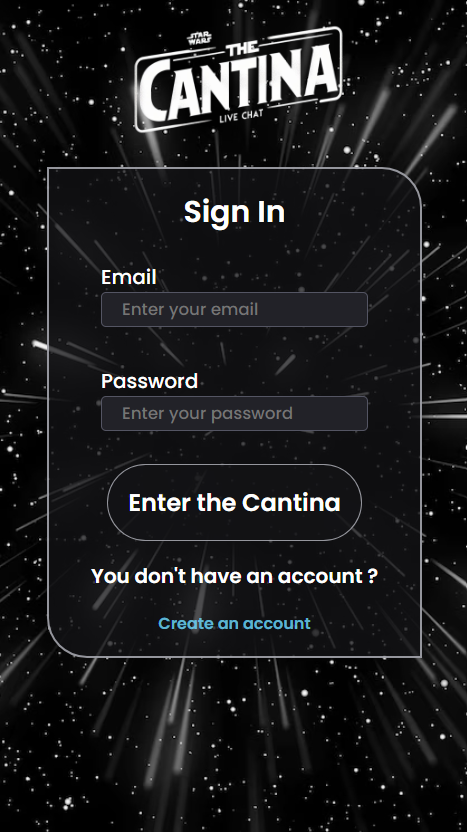 STAR
WARS
THE
CANTINA
LIVE CHAT
Sign In
Email
Enter your email
Password
Enter your password
Enter the Cantina
You don't have an account ?
Create an account